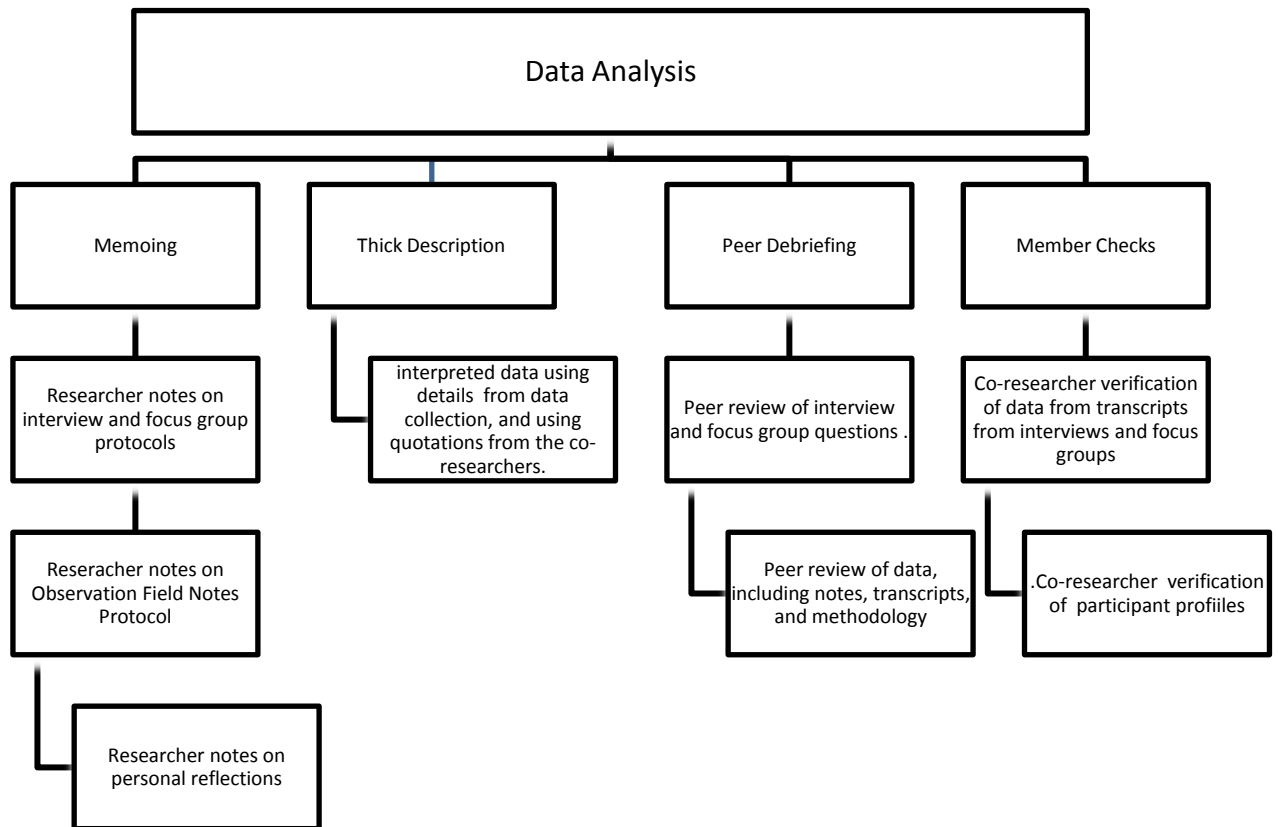 Data Analysis
Memoing
Thick Description
Peer Debriefing
Member Checks
Researcher notes on
interview and focus group
protocols
interpreted data using
details from data
collection, and using
quotations from the co-
researchers.
Peer review of interview
and focus group questions .
Co-researcher verification
of data from transcripts
from interviews and focus
groups
Reseracher notes on
Observation Field Notes
Protocol
Peer review of data,
including notes, transcripts,
and methodology
.Co-researcher verification
of participant profiiles
Researcher notes on
personal reflections